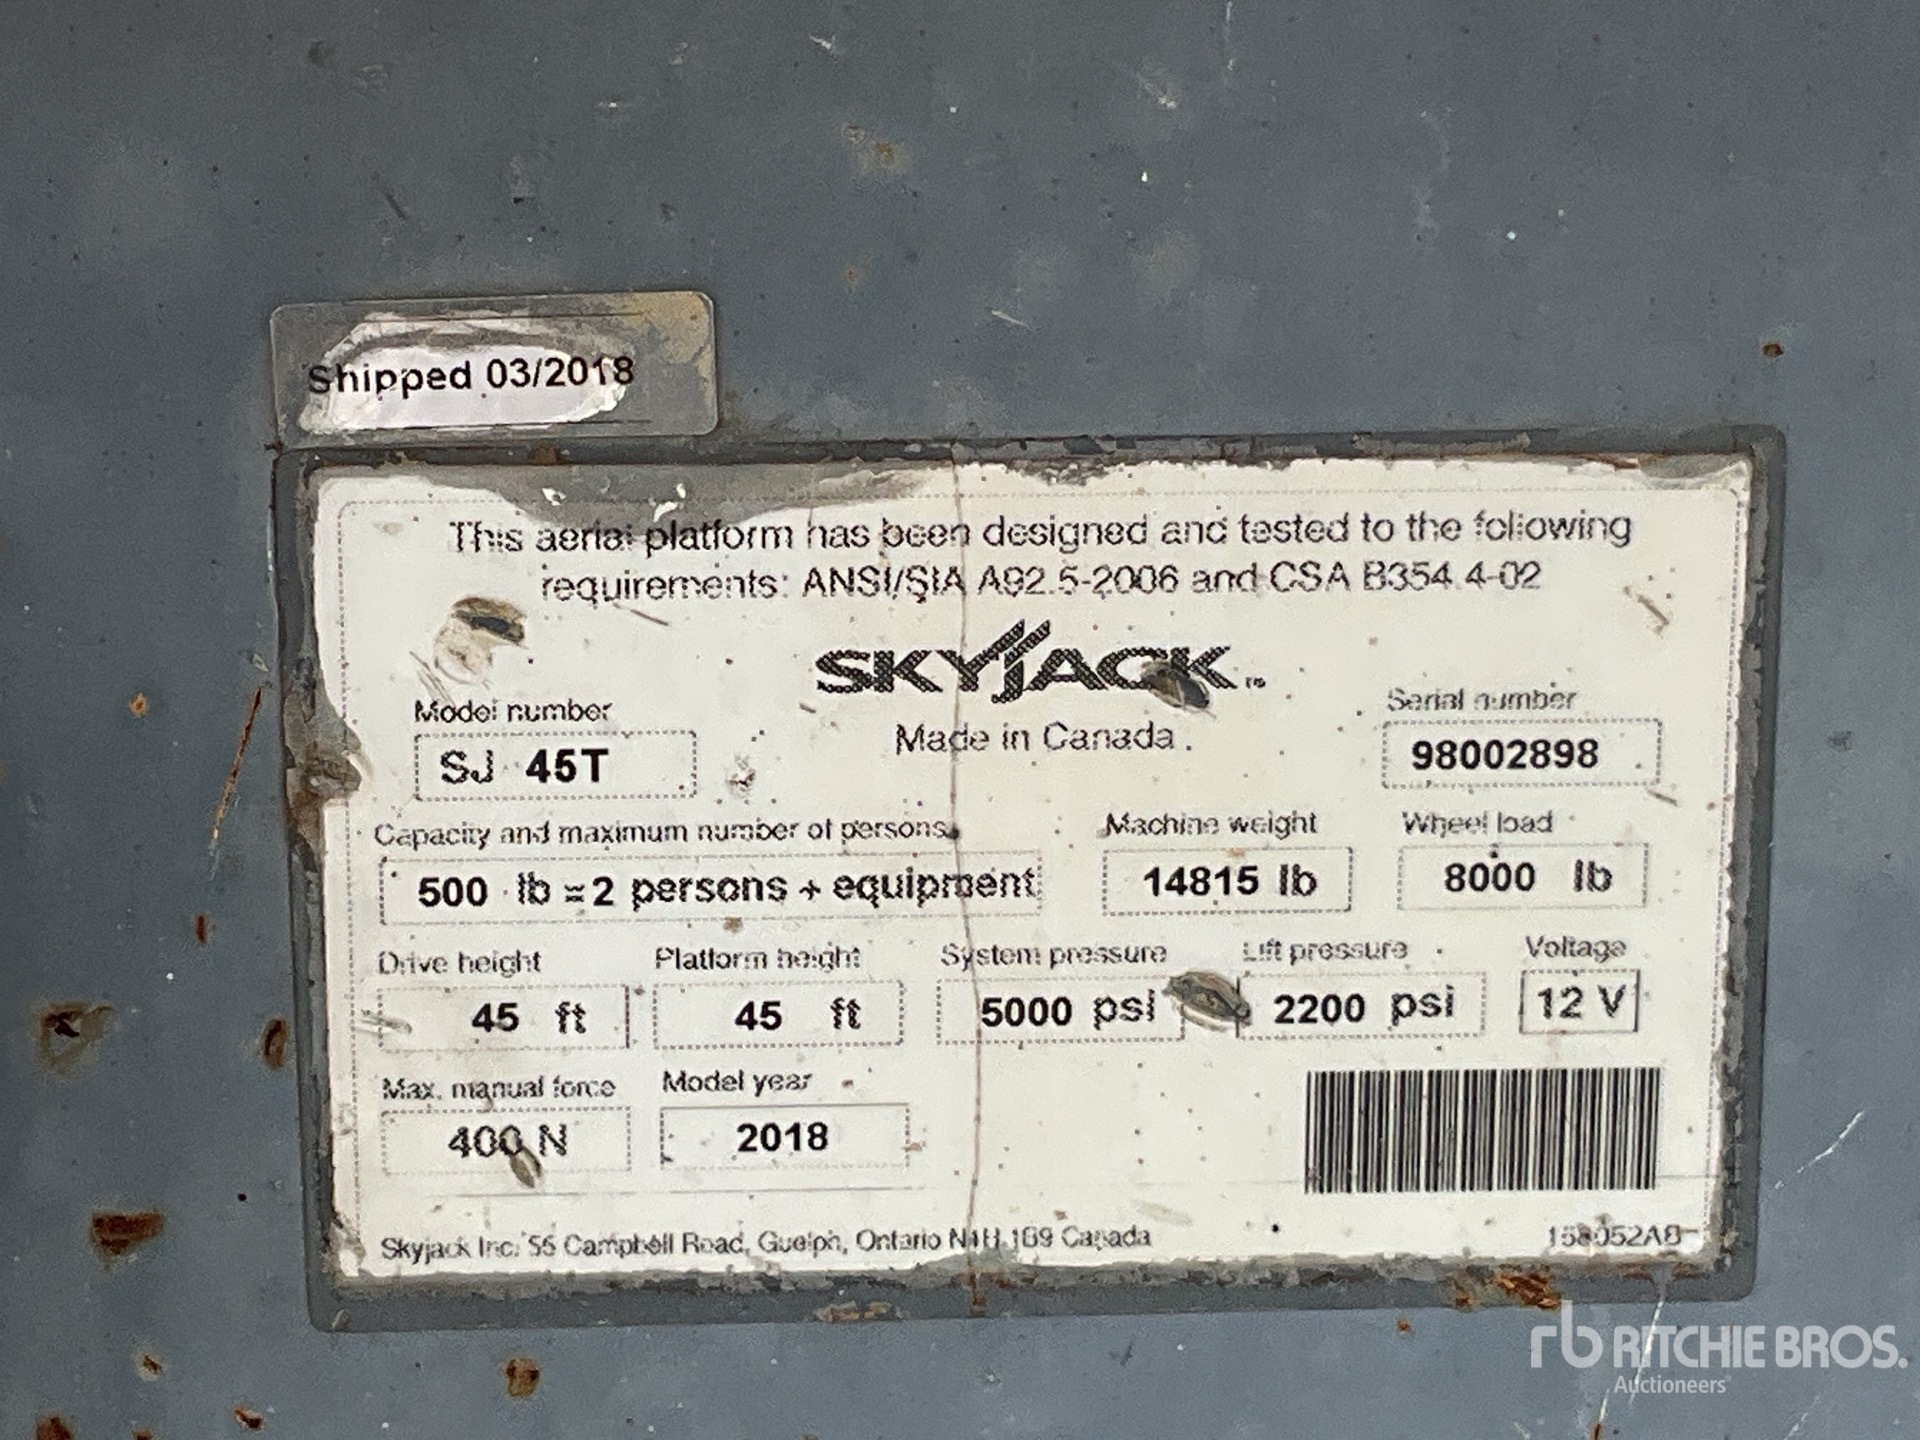 Shipped 03/2018
This aerial platform has been designed and tested to the following
requirements: ANSI/SIA A92.5-2006 and CSA B354.4-02
SKYJACK™
Made in Canada
Model number
SJ 45T
Serial number
98002898
Capacity and maximum number of persons
500 lb = 2 persons + equipment
Machine weight
14815 lb
Wheel load
8000 lb
Drive height
45 ft
Platform height
45 ft
System pressure
5000 psi
Lift pressure
2200 psi
Voltage
12 V
Max. manual force
400 N
Model year
2018
Skyjack Inc. 55 Campbell Road, Guelph, Ontario N1H 1B9 Canada
rb RITCHIE BROS.
Auctioneers